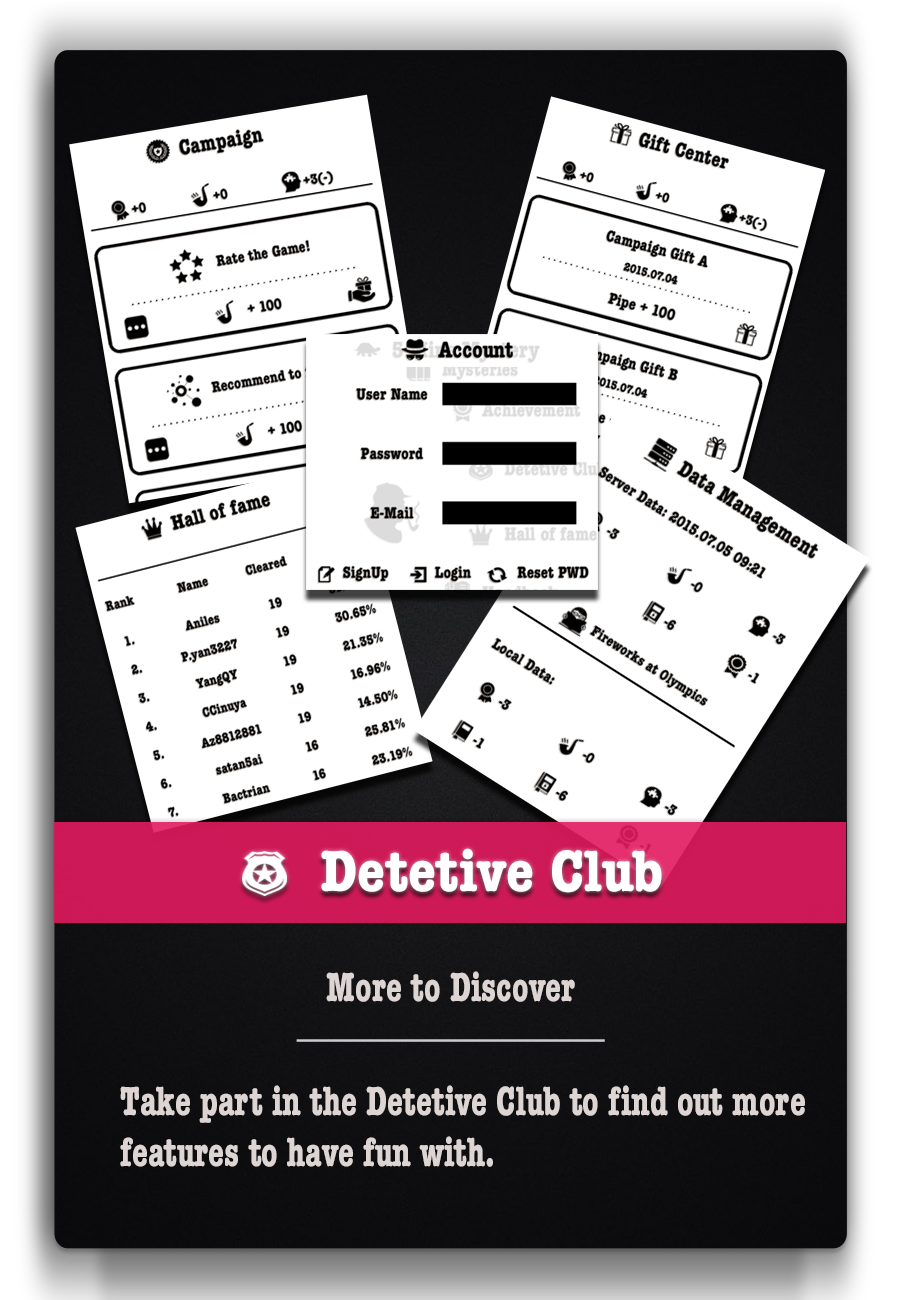 Campaign
+0 +0 +3(-)
Rate the Game!
+ 100
Recommend to
+ 100
Gift Center
+0 +0 +3(-)
Campaign Gift A
2015.07.04
Pipe + 100
paign Gift B
2015.07.04
Account
Mystery
Mysteries
User Name
Achievement
Password
Detetive Clu
E-Mail
Hall of fame
SignUp Login Reset PWD
Hall of fame
Rank Name Cleared
1. Aniles 19 30.65%
2. P.yan3227 19 21.35%
3. YangQY 19 16.96%
4. CCinuya 19 14.50%
5. Az8812881 19 25.81%
6. satan5ai 16 23.19%
7. Bactrian 16
Data Management
Server Data: 2015.07.05 09:21
-3 -0
-6 -3
-1
Fireworks at Olympics
Local Data:
-3
-1 -0
-6 -3
Detetive Club
More to Discover
Take part in the Detetive Club to find out more
features to have fun with.